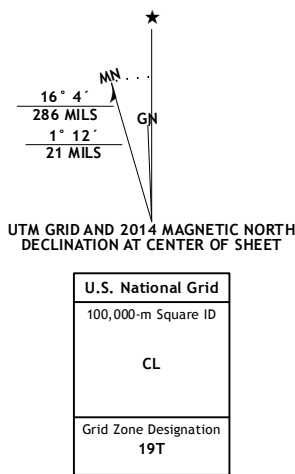 ★
MN
GN
16° 4´
286 MILS
1° 12´
21 MILS
UTM GRID AND 2014 MAGNETIC NORTH
DECLINATION AT CENTER OF SHEET
U.S. National Grid
100,000-m Square ID
CL
Grid Zone Designation
19T